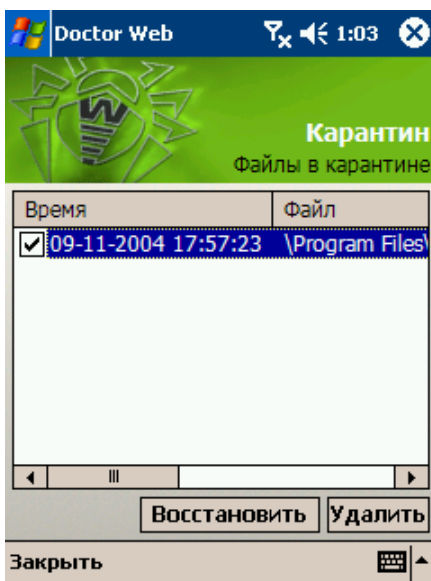 Doctor Web 1:03
Карантин
Файлы в карантине
Время Файл
09-11-2004 17:57:23 \Program Files\
Восстановить Удалить
Закрыть